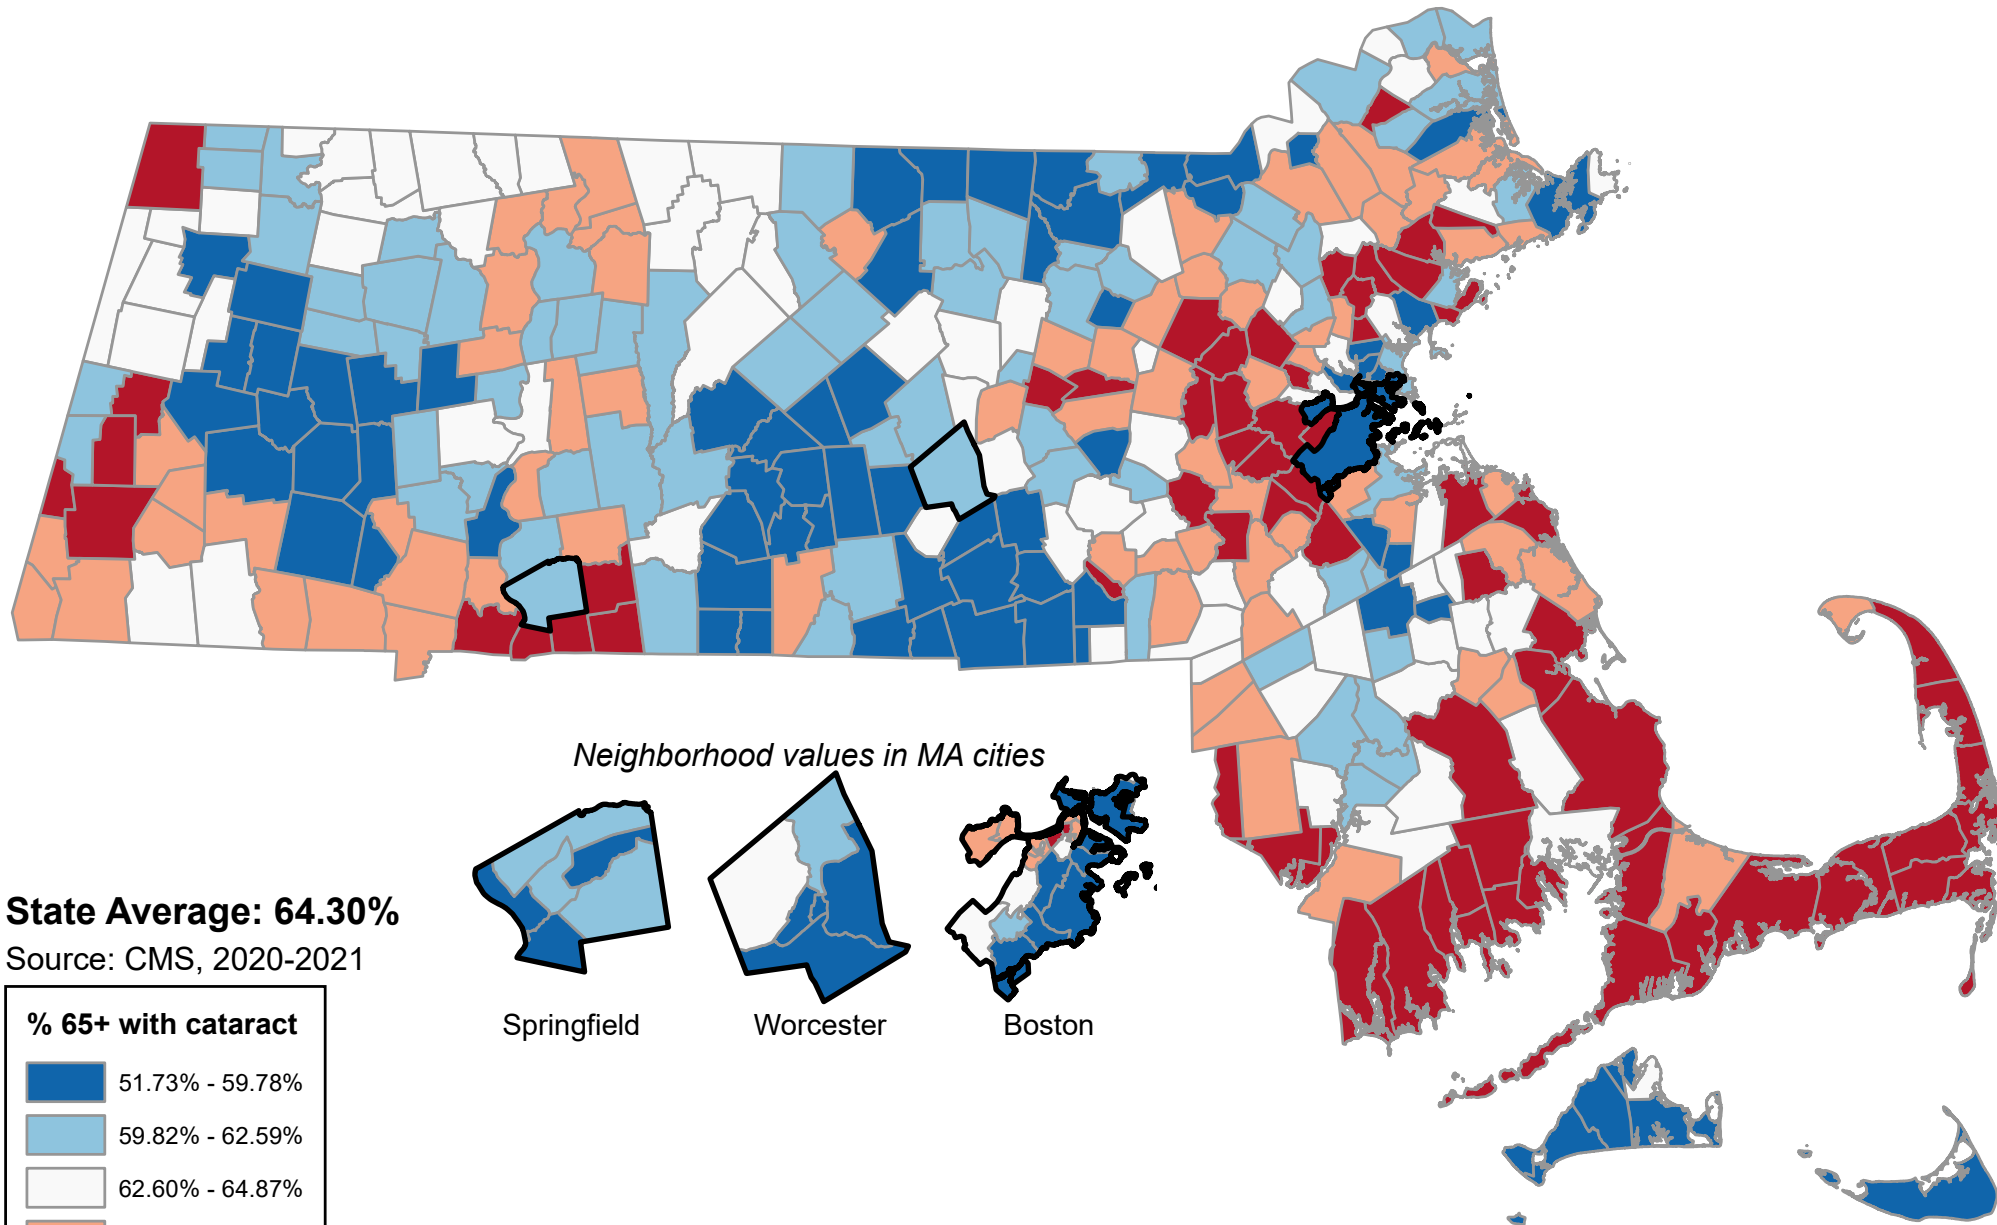 Neighborhood values in MA cities
Springfield
Worcester
Boston
State Average: 64.30%
Source: CMS, 2020-2021
% 65+ with cataract
51.73% - 59.78%
59.82% - 62.59%
62.60% - 64.87%